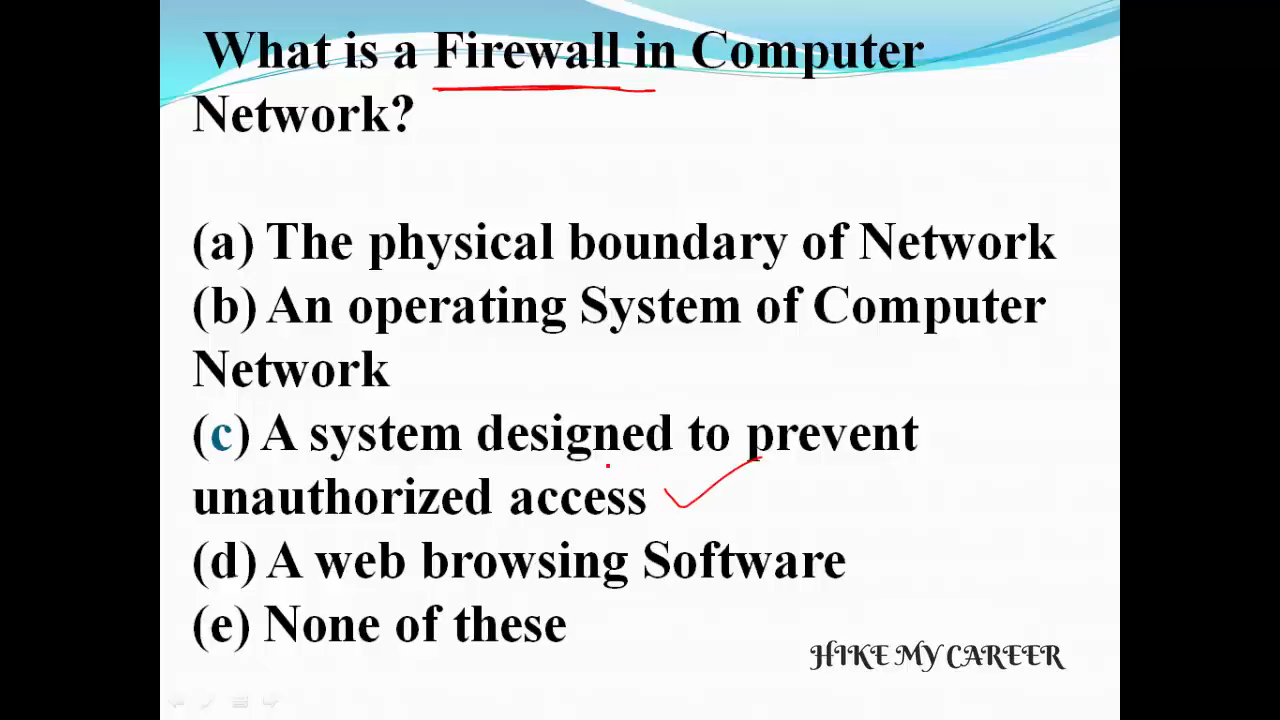 What is a Firewall in Computer
Network?
(a) The physical boundary of Network
(b) An operating System of Computer
Network
(c) A system designed to prevent
unauthorized access
(d) A web browsing Software
(e) None of these
HIKE MY CAREER